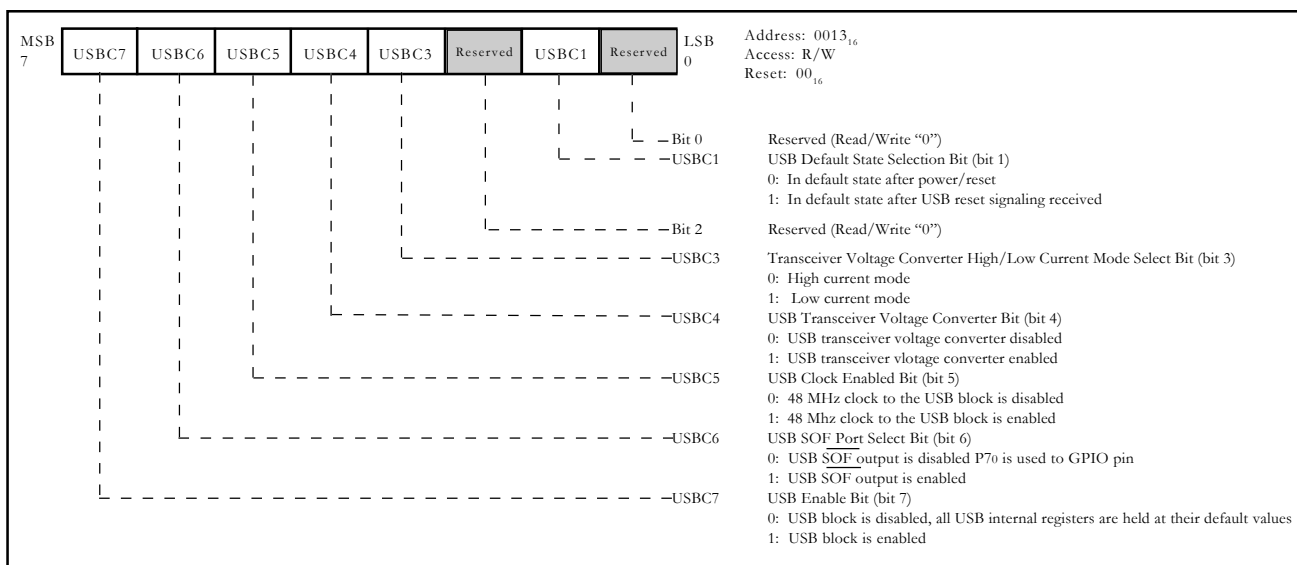 MSB USBC7 USBC6 USBC5 USBC4 USBC3 Reserved USBC1 Reserved LSB
7 0
Address: 0013₁₆
Access: R/W
Reset: 00₁₆
Bit 0 Reserved (Read/Write “0”)
USBC1 USB Default State Selection Bit (bit 1)
0: In default state after power/reset
1: In default state after USB reset signaling received
Bit 2 Reserved (Read/Write “0”)
USBC3 Transceiver Voltage Converter High/Low Current Mode Select Bit (bit 3)
0: High current mode
1: Low current mode
USBC4 USB Transceiver Voltage Converter Bit (bit 4)
0: USB transceiver voltage converter disabled
1: USB transceiver vlotage converter enabled
USBC5 USB Clock Enabled Bit (bit 5)
0: 48 MHz clock to the USB block is disabled
1: 48 Mhz clock to the USB block is enabled
USBC6 USB SOF Port Select Bit (bit 6)
0: USB SOF output is disabled P70 is used to GPIO pin
1: USB SOF output is enabled
USBC7 USB Enable Bit (bit 7)
0: USB block is disabled, all USB internal registers are held at their default values
1: USB block is enabled